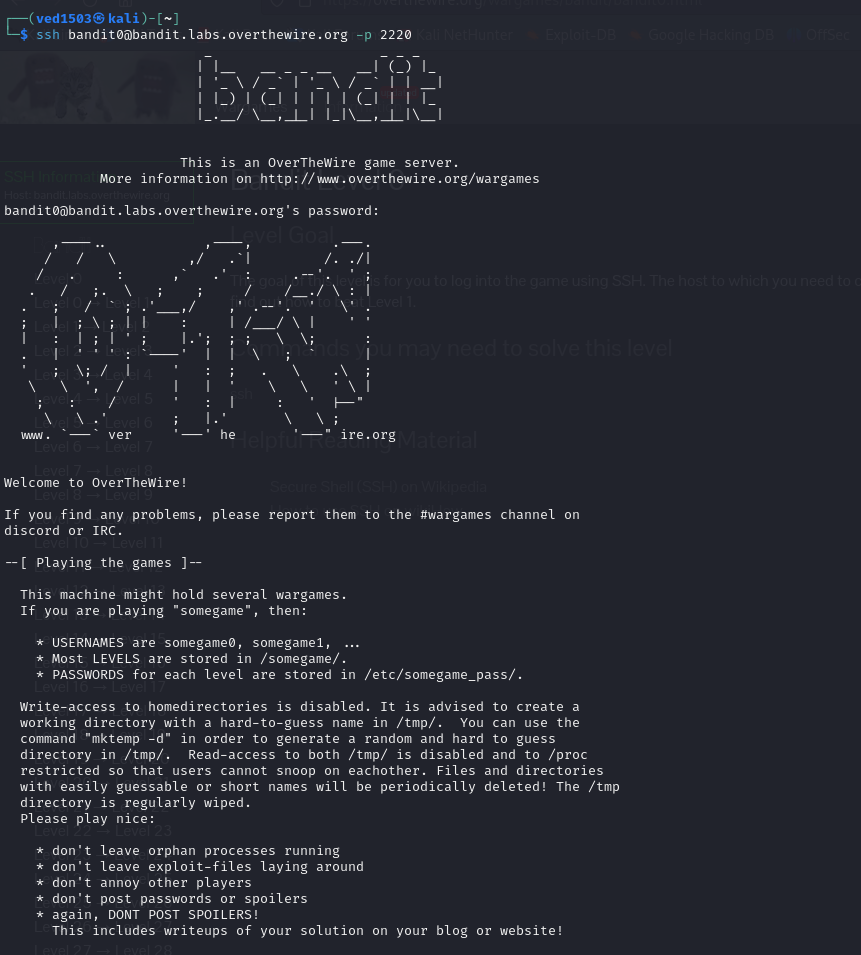 ┌──(ved1503㉿kali)-[~]
└─$ ssh bandit0@bandit.labs.overthewire.org -p 2220
This is an OverTheWire game server.
More information on http://www.overthewire.org/wargames
bandit0@bandit.labs.overthewire.org's password:
www. ver he ire.org
Welcome to OverTheWire!
If you find any problems, please report them to the #wargames channel on
discord or IRC.
--[ Playing the games ]--
This machine might hold several wargames.
If you are playing "somegame", then:
* USERNAMES are somegame0, somegame1, ...
* Most LEVELS are stored in /somegame/.
* PASSWORDS for each level are stored in /etc/somegame_pass/.
Write-access to homedirectories is disabled. It is advised to create a
working directory with a hard-to-guess name in /tmp/.  You can use the
command "mktemp -d" in order to generate a random and hard to guess
directory in /tmp/.  Read-access to both /tmp/ is disabled and to /proc
restricted so that users cannot snoop on eachother. Files and directories
with easily guessable or short names will be periodically deleted! The /tmp
directory is regularly wiped.
Please play nice:
* don't leave orphan processes running
* don't leave exploit-files laying around
* don't annoy other players
* don't post passwords or spoilers
* again, DONT POST SPOILERS!
This includes writeups of your solution on your blog or website!